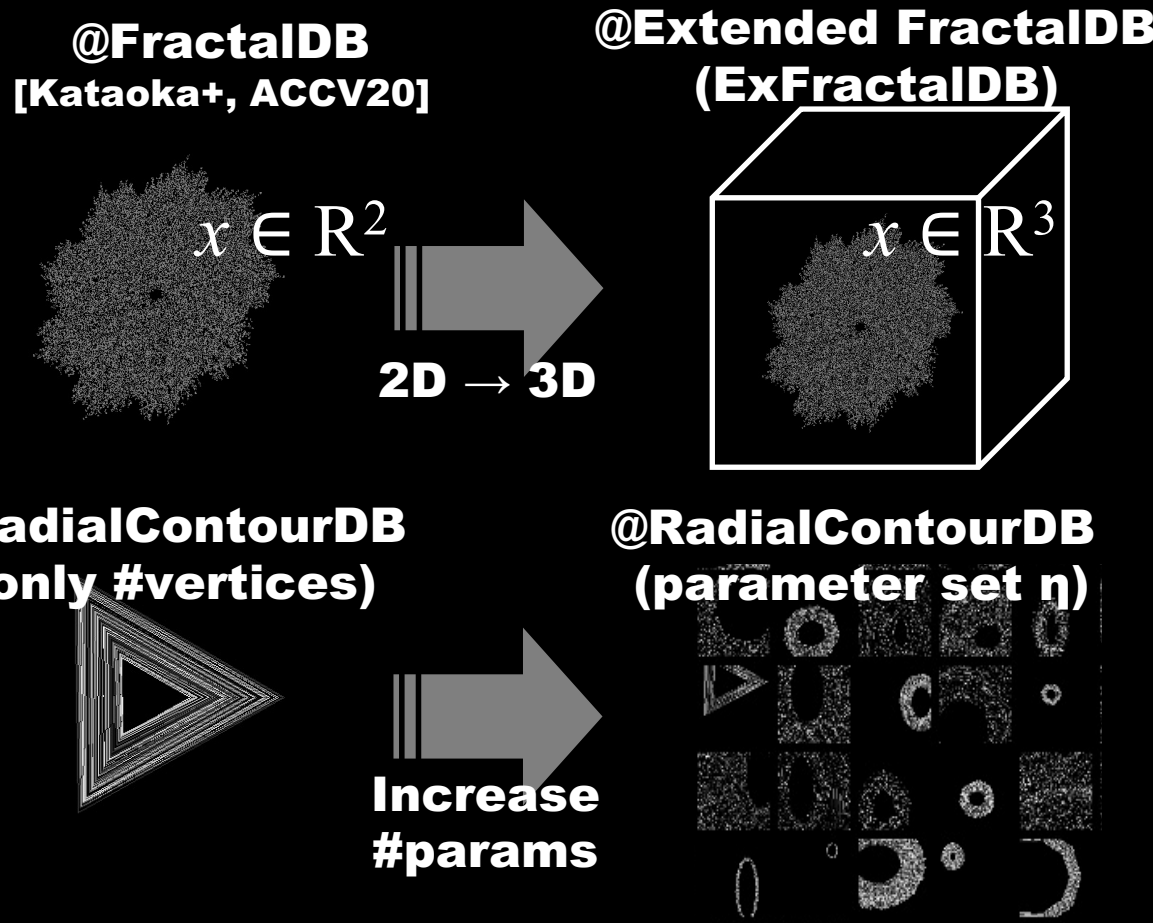 @FractalDB
[Kataoka+, ACCV20]
@Extended FractalDB
(ExFractalDB)
x ∈ R²
x ∈ R³
2D → 3D
adialContourDB
only #vertices)
@RadialContourDB
(parameter set η)
Increase
#params